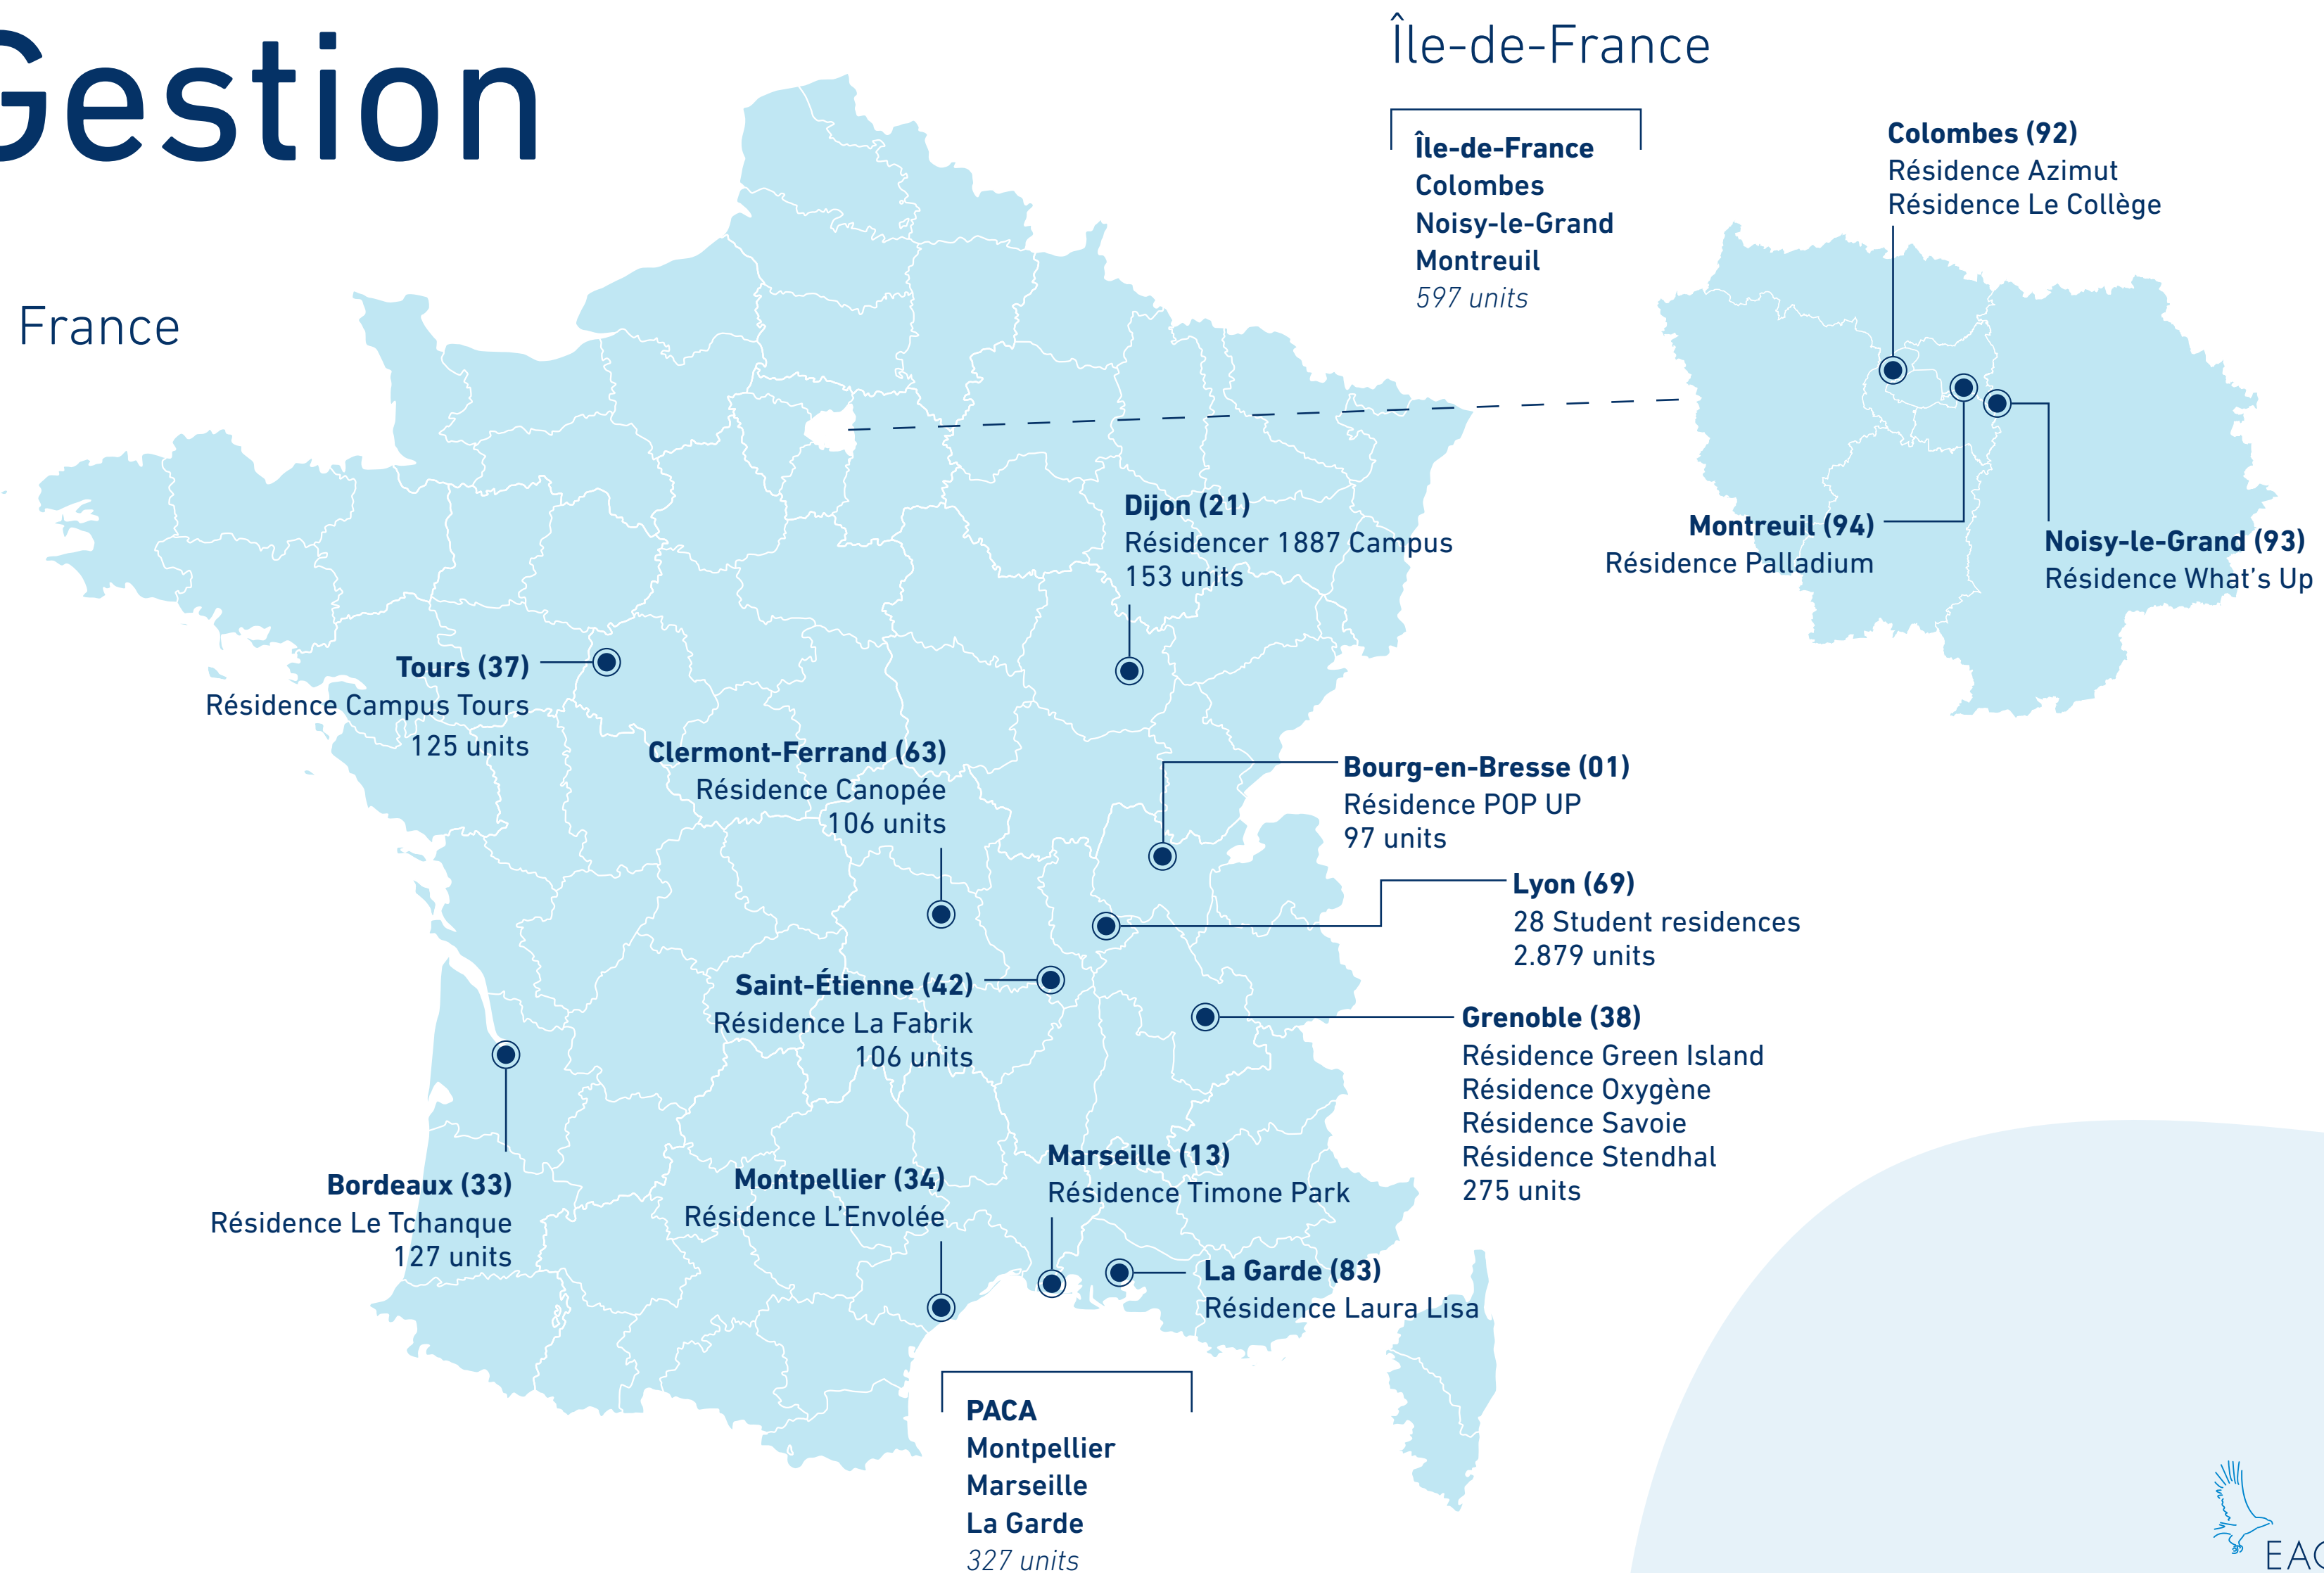 Gestion
France
Île-de-France
Île-de-France
Colombes
Noisy-le-Grand
Montreuil
597 units
Colombes (92)
Résidence Azimut
Résidence Le Collège
Montreuil (94)
Résidence Palladium
Noisy-le-Grand (93)
Résidence What's Up
Dijon (21)
Résidencer 1887 Campus
153 units
Tours (37)
Résidence Campus Tours
125 units
Clermont-Ferrand (63)
Résidence Canopée
106 units
Bourg-en-Bresse (01)
Résidence POP UP
97 units
Lyon (69)
28 Student residences
2.879 units
Saint-Étienne (42)
Résidence La Fabrik
106 units
Grenoble (38)
Résidence Green Island
Résidence Oxygène
Résidence Savoie
Résidence Stendhal
275 units
Bordeaux (33)
Résidence Le Tchanque
127 units
Montpellier (34)
Résidence L'Envolée
Marseille (13)
Résidence Timone Park
La Garde (83)
Résidence Laura Lisa
PACA
Montpellier
Marseille
La Garde
327 units